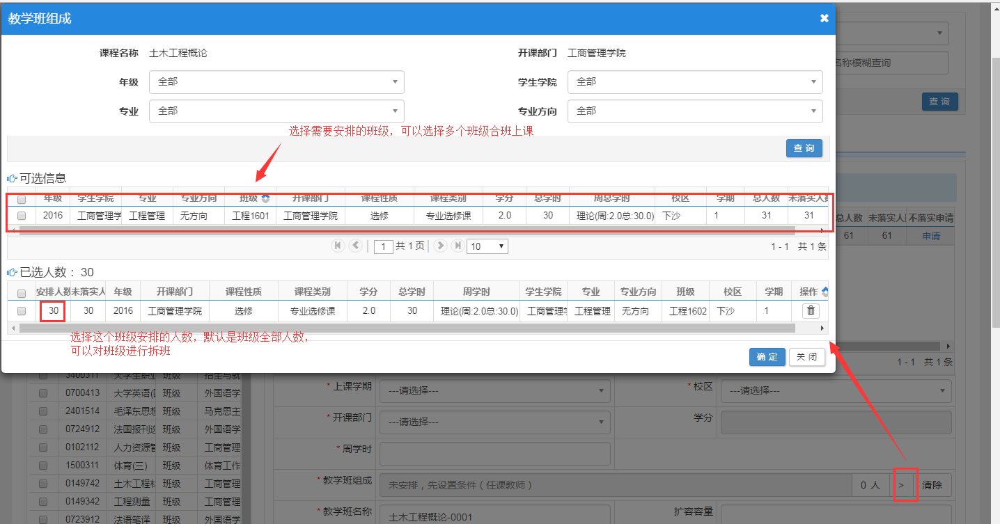 教学班组成
课程名称 土木工程概论 开课部门 工商管理学院
年级 全部 学生学院 全部
专业 全部 专业方向 全部
选择需要安排的班级，可以选择多个班级合班上课
查 询
可选信息
年级 学生学院 专业 专业方向 班级 开课部门 课程性质 课程类别 学分 总学时 周总学时 校区 学期 总人数 未落实人数
2016 工商管理学 工程管理 无方向 工程1601 工商管理学院 选修 专业选修课 2.0 30 理论(周:2.0总:30.0) 下沙 1 31 31
1 共 1 页 10 1 - 1 共 1 条
已选人数： 30
安排人数 未落实人 年级 开课部门 课程性质 课程类别 学分 总学时 周学时 学生学院 专业 专业方向 班级 校区 学期 操作
30 30 2016 工商管理学院 选修 专业选修课 2.0 30 理论(周:2.0总:30.0) 工商管理学 工程管理 无方向 工程1602 下沙 1
选择这个班级安排的人数，默认是班级全部人数，
可以对班级进行拆班
确 定 关 闭
名称模糊查询
查 询
总人数 未落实人 不落实申请
61 61 申请
1 - 1 共 1 条
3400311 大学生职业 班级 招生与就
0700413 大学英语(四 班级 外国语学
2401514 毛泽东思想 班级 马克思主
0724912 法国报刊选 班级 外国语学
0102112 人力资源管 班级 工商管理
1500311 体育(三) 班级 体育工作
0149742 土木工程材 班级 工商管理
0149342 工程测量 班级 工商管理
0723912 法语笔译 班级 外国语学
* 上课学期 ---请选择--- * 校区 ---请选择---
* 开课部门 ---请选择--- 学分
* 周学时
* 教学班组成 未安排，先设置条件（任课教师） 0 人 > 清除
* 教学班名称 土木工程概论-0001 扩容容量